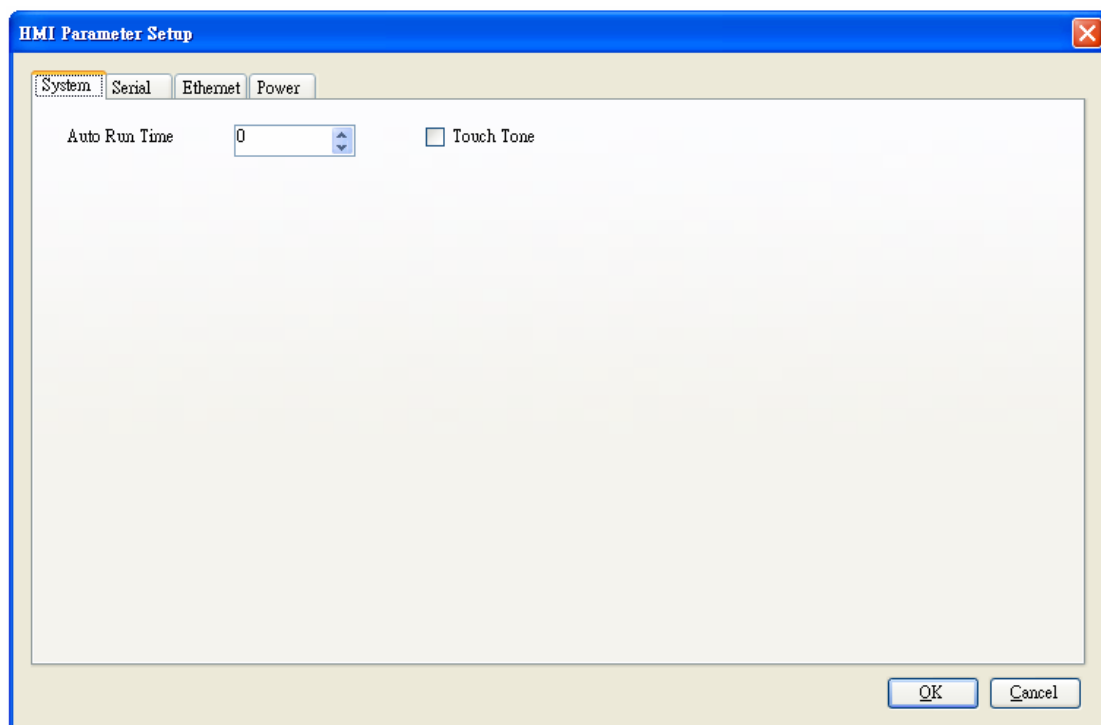 HMI Parameter Setup
System Serial Ethernet Power
Auto Run Time 0 Touch Tone
OK Cancel